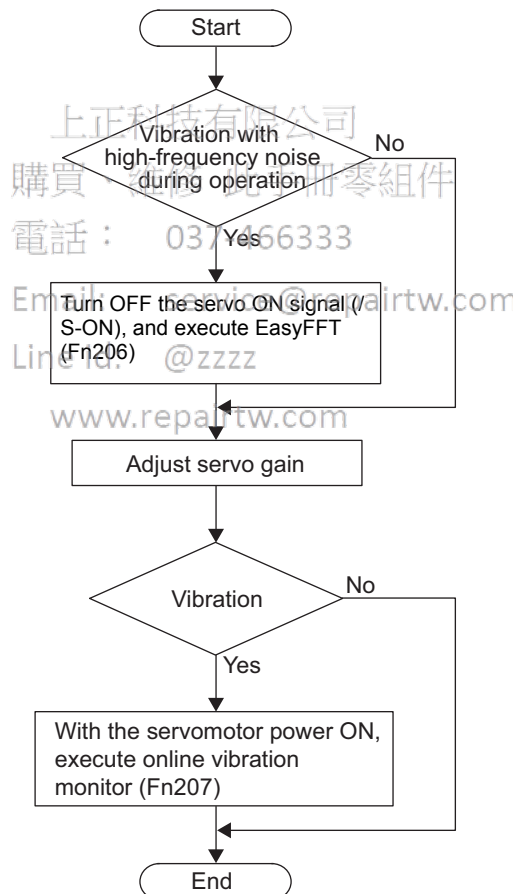 Start
上正科技有限公司
Vibration with
high-frequency noise
during operation
No
購買、維修 此手冊零組件
電話： 037-466333
Yes
Email: service@repairtw.com
Turn OFF the servo ON signal (/
S-ON), and execute EasyFFT
(Fn206)
Line id: @zzzz
www.repairtw.com
Adjust servo gain
Vibration
No
Yes
With the servomotor power ON,
execute online vibration
monitor (Fn207)
End